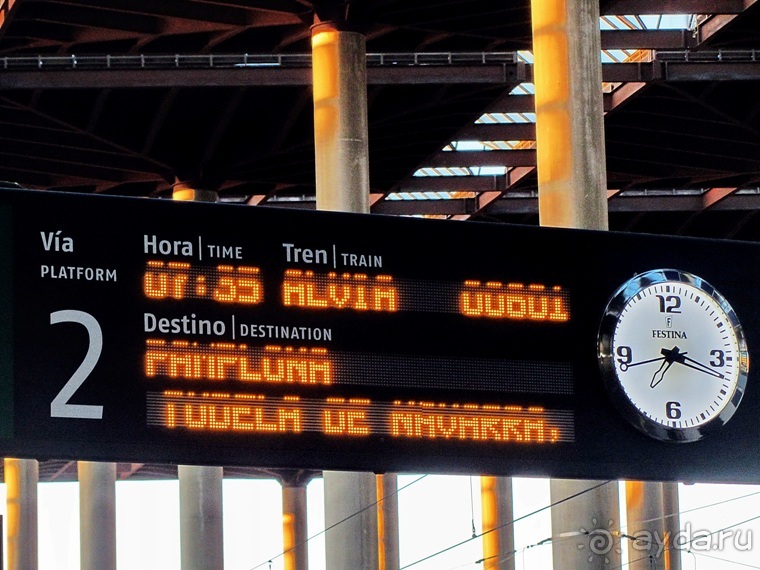 Vía
PLATFORM
2
Hora | TIME
07:35
Tren | TRAIN
ALVIA 00601
Destino | DESTINATION
PAMPLONA
TUDELA DE NAVARRA,
12
3
6
9
F
FESTINA
ayda.ru